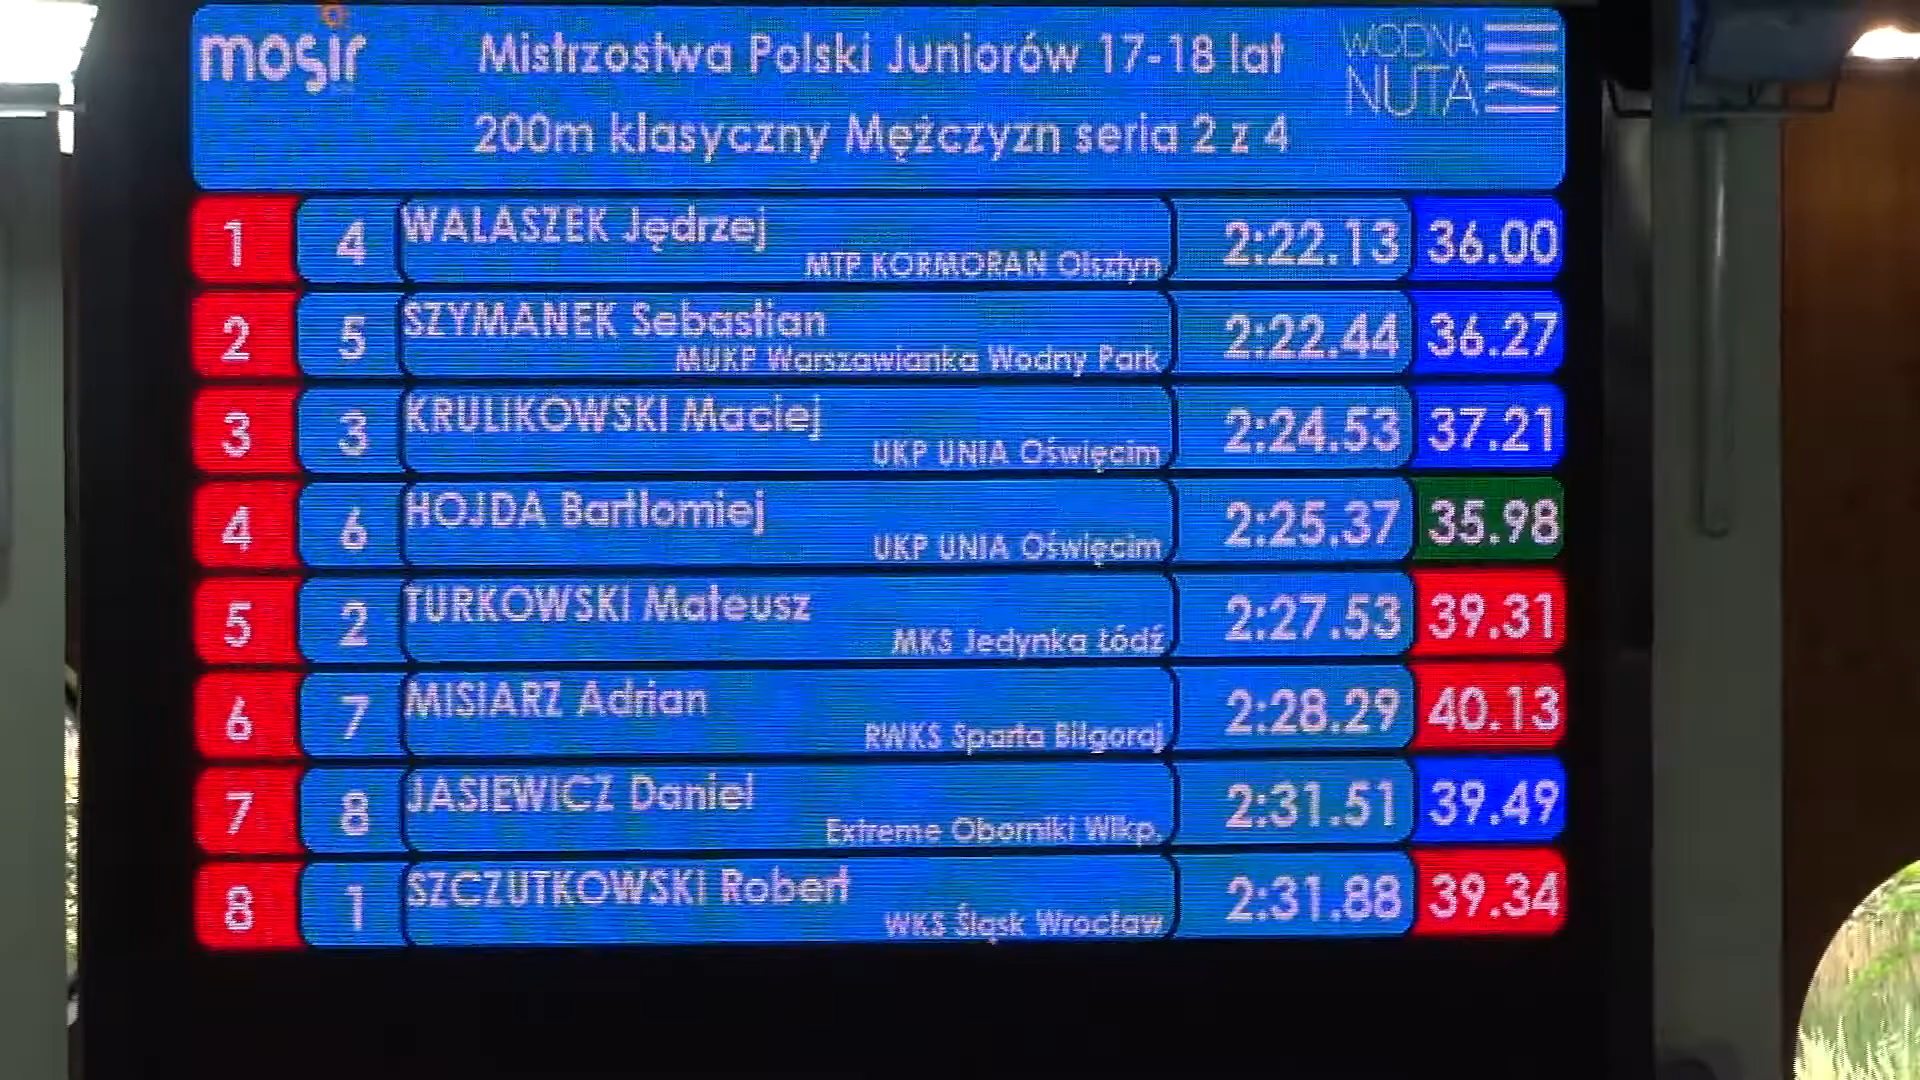 mosir
Mistrzostwa Polski Juniorów 17-18 lat
WODNA
NUTA
200m klasyczny Mężczyzn seria 2 z 4
1 4 WALASZEK Jędrzej 2:22.13 36.00
MTP KORMORAN Olsztyn
2 5 SZYMANEK Sebastian 2:22.44 36.27
MUKP Warszawianka Wodny Park
3 3 KRULIKOWSKI Maciej 2:24.53 37.21
UKP UNIA Oświęcim
4 6 HOJDA Bartłomiej 2:25.37 35.98
UKP UNIA Oświęcim
5 2 TURKOWSKI Mateusz 2:27.53 39.31
MKS Jedynka Łódź
6 7 MISIARZ Adrian 2:28.29 40.13
RWKS Sparta Biłgoraj
7 8 JASIEWICZ Daniel 2:31.51 39.49
Extreme Oborniki Wlkp.
8 1 SZCZUTKOWSKI Robert 2:31.88 39.34
WKS Śląsk Wrocław